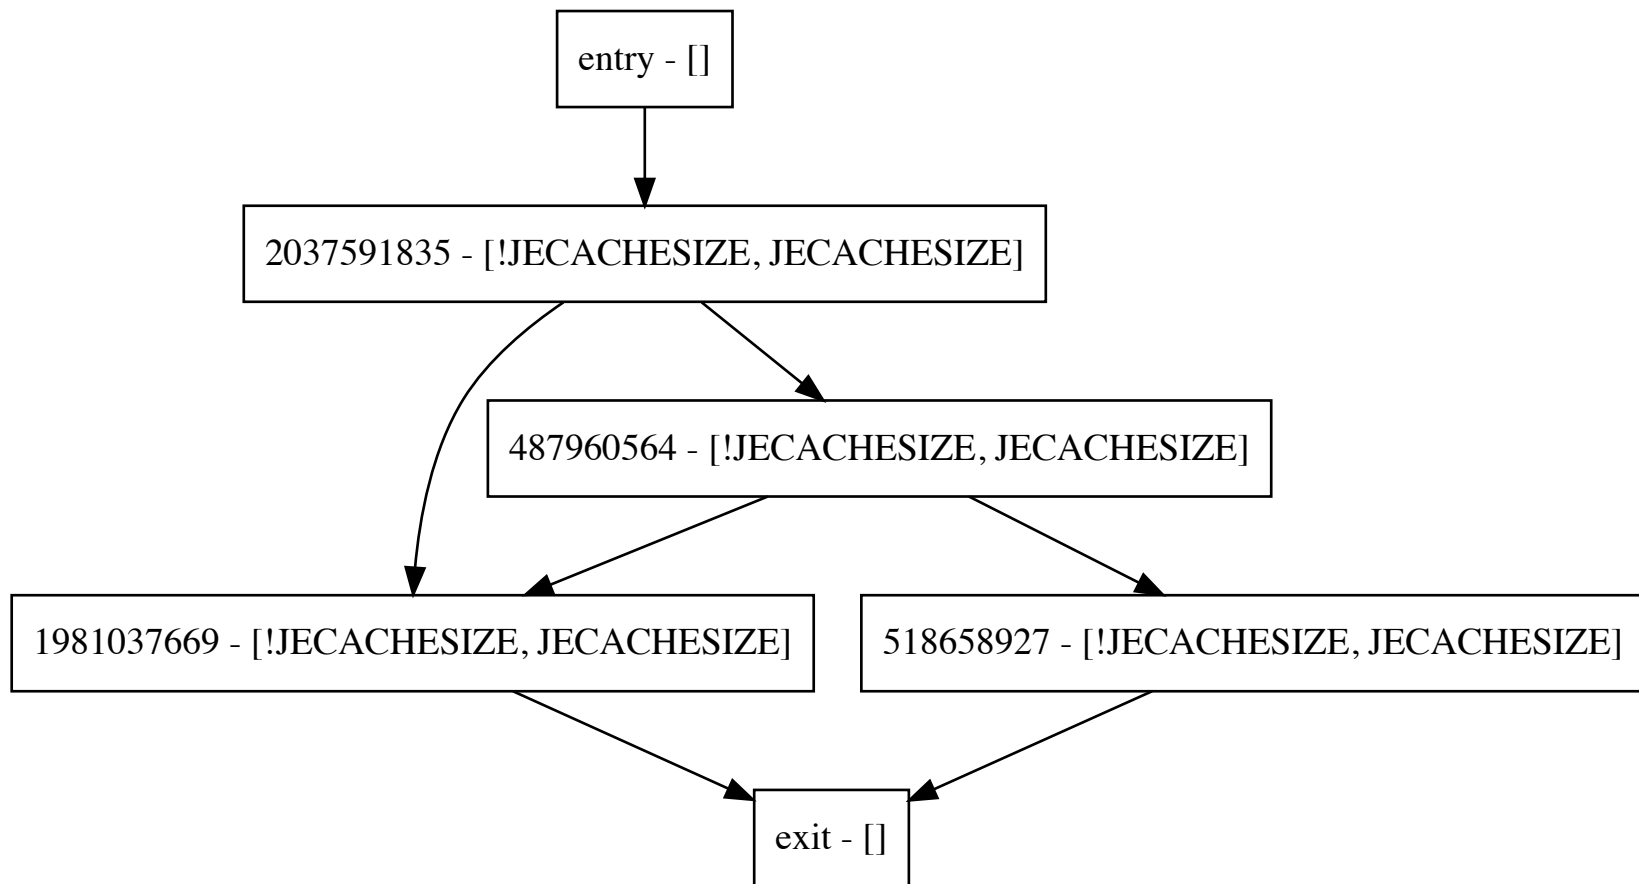 entry - []
2037591835 - [!JECACHESIZE, JECACHESIZE]
487960564 - [!JECACHESIZE, JECACHESIZE]
1981037669 - [!JECACHESIZE, JECACHESIZE]
518658927 - [!JECACHESIZE, JECACHESIZE]
exit - []